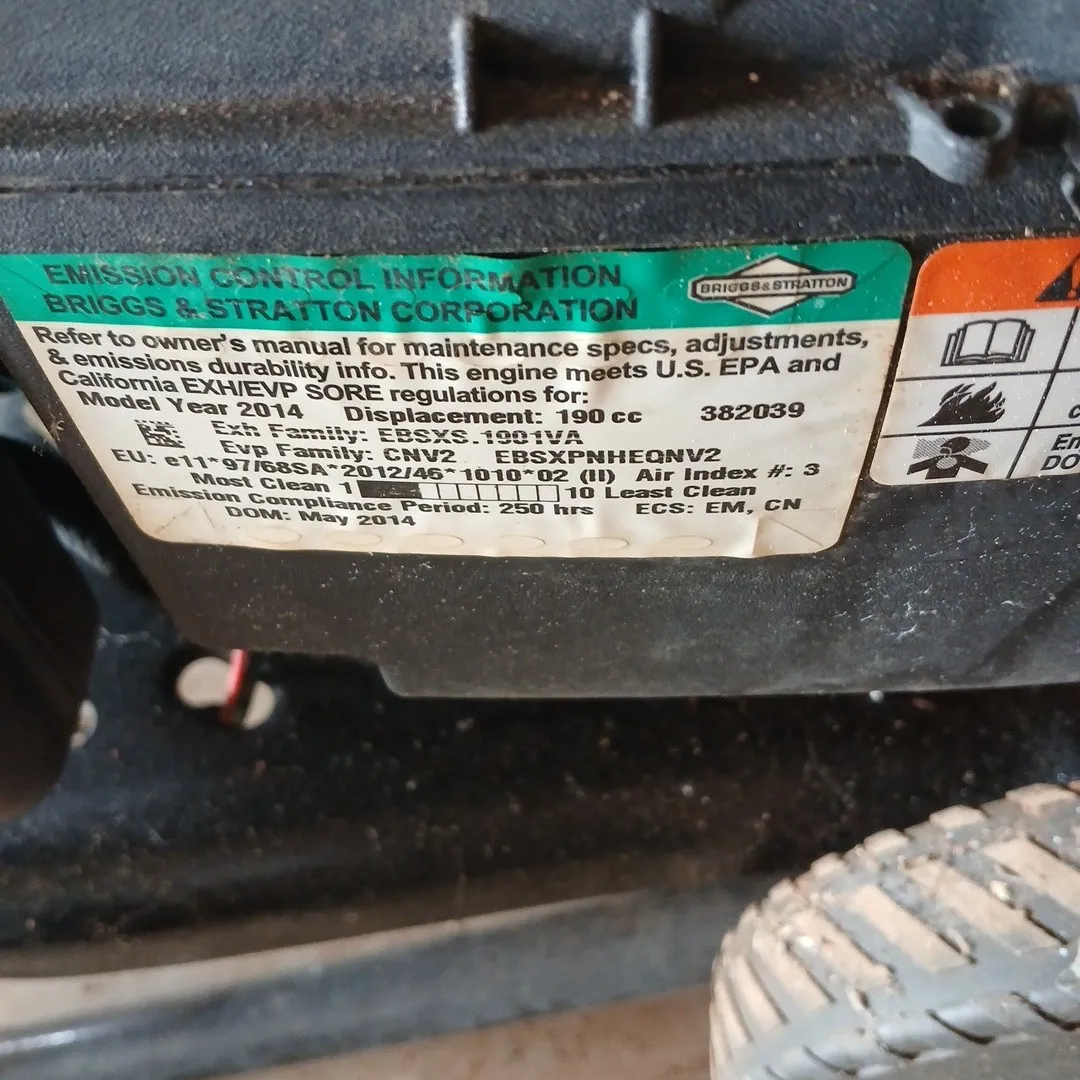 EMISSION CONTROL INFORMATION
BRIGGS & STRATTON CORPORATION
BRIGGS & STRATTON
Refer to owner's manual for maintenance specs, adjustments,
& emissions durability info. This engine meets U.S. EPA and
California EXH/EVP SORE regulations for:
Model Year 2014 Displacement: 190 cc 382039
Exh Family: EBSXS.1901VA
Evp Family: CNV2 EBSXPNHEQNV2
EU: e11*97/68SA*2012/46*1010*02 (II) Air Index #: 3
Most Clean 1 10 Least Clean
Emission Compliance Period: 250 hrs ECS: EM, CN
DOM: May 2014
En
DO